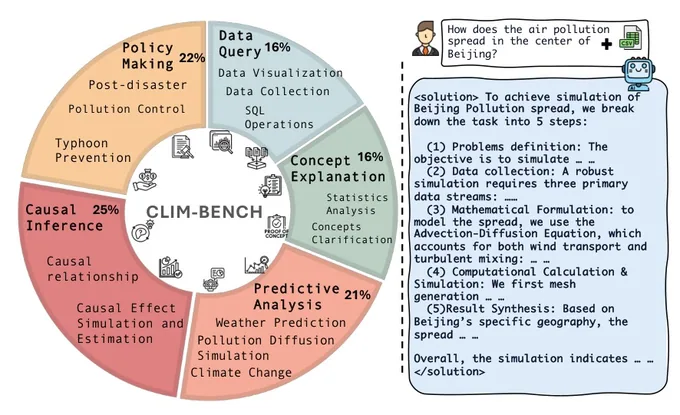 Policy
Making 22%
Post-disaster
Pollution Control
Typhoon
Prevention
Data
Query 16%
Data Visualization
Data Collection
SQL
Operations
Concept 16%
Explanation
Statistics
Analysis
Concepts
Clarification
Predictive
Analysis 21%
Weather Prediction
Pollution Diffusion
Simulation
Climate Change
Causal 25%
Inference
Causal
relationship
Causal Effect
Simulation and
Estimation
CLIM-BENCH
PROOF OF
CONCEPT
How does the air pollution
spread in the center of
Beijing?
+
CSV
<solution> To achieve simulation of
Beijing Pollution spread, we break
down the task into 5 steps:
(1) Problems definition: The
objective is to simulate … …
(2) Data collection: A robust
simulation requires three primary
data streams: ……
(3) Mathematical Formulation: to
model the spread, we use the
Advection-Diffusion Equation, which
accounts for both wind transport and
turbulent mixing: … …
(4) Computational Calculation &
Simulation: We first mesh
generation … …
(5)Result Synthesis: Based on
Beijing's specific geography, the
spread … …
Overall, the simulation indicates … …
</solution>